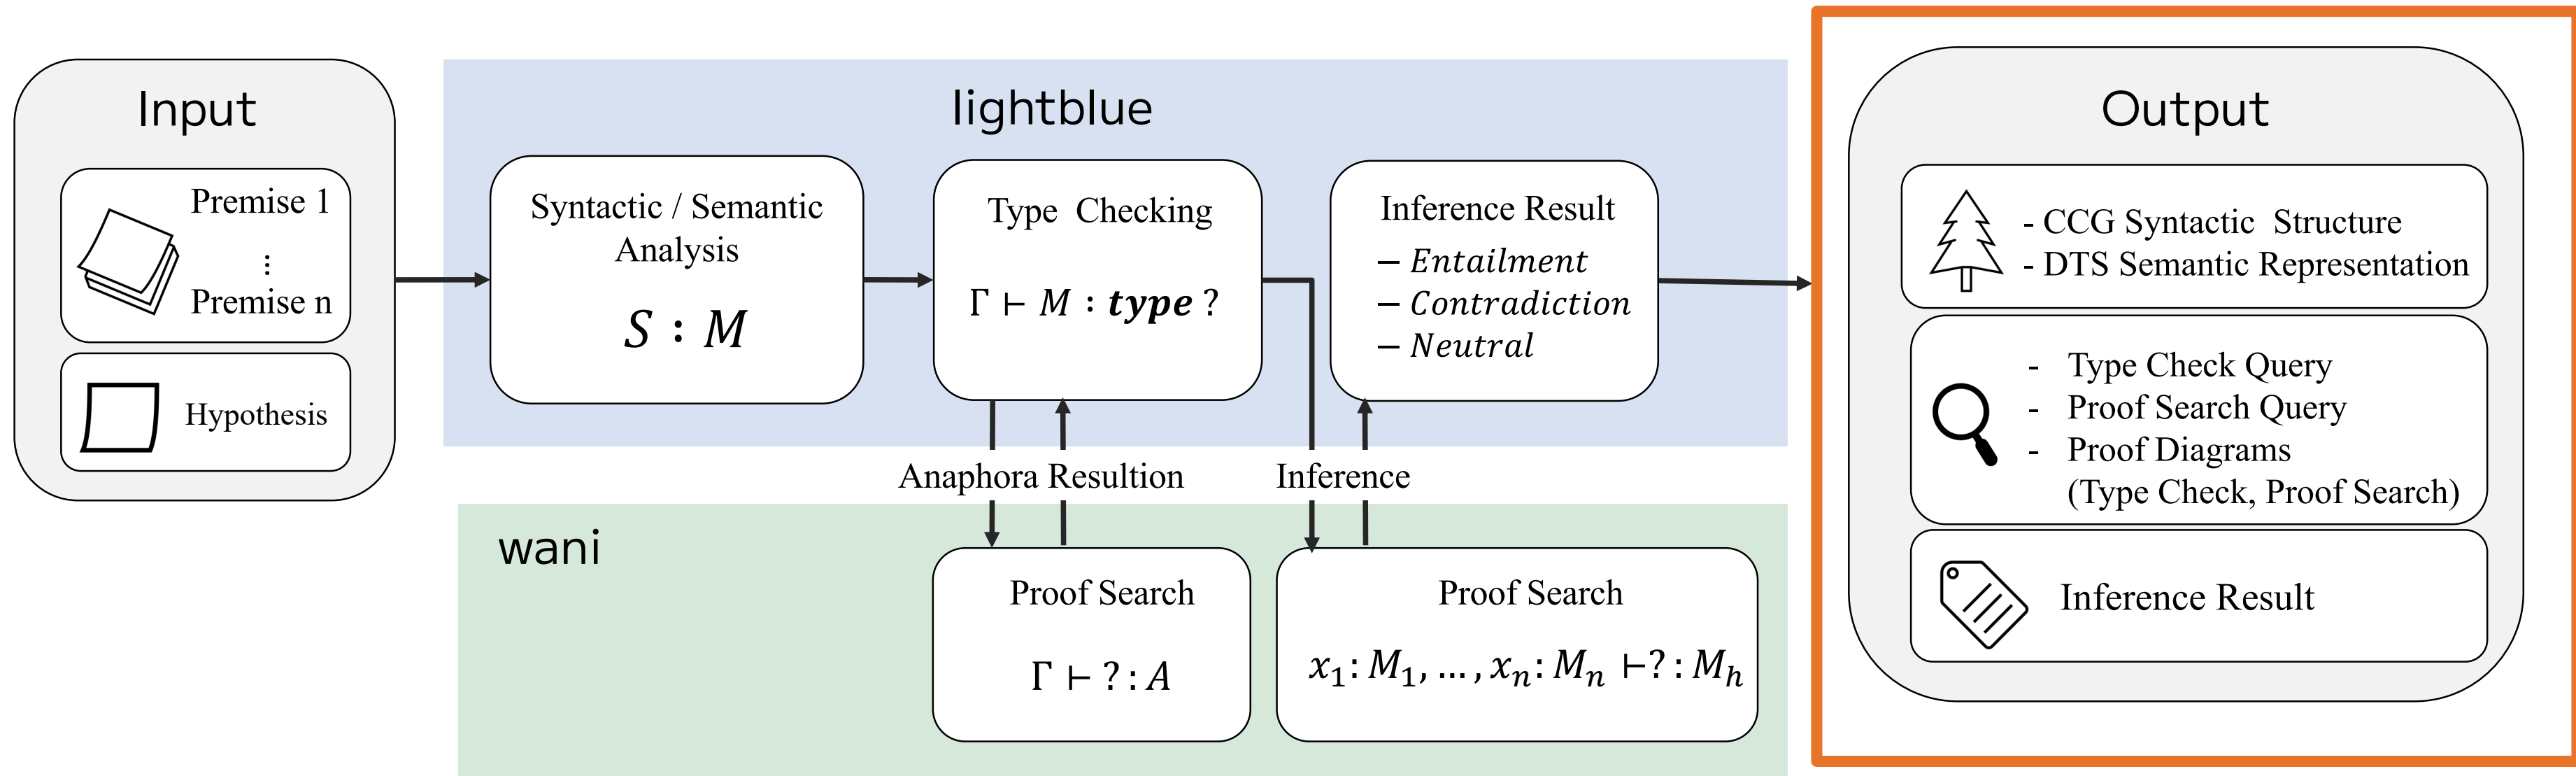 Input
Premise 1
⋮
Premise n
Hypothesis
lightblue
Syntactic / Semantic
Analysis
S : M
Type Checking
Γ ⊢ M : type ?
Inference Result
– Entailment
– Contradiction
– Neutral
Anaphora Resultion
Inference
wani
Proof Search
Γ ⊢ ? : A
Proof Search
x₁: M₁, … , xₙ: Mₙ ⊢? : Mₕ
Output
- CCG Syntactic Structure
- DTS Semantic Representation
- Type Check Query
- Proof Search Query
- Proof Diagrams
(Type Check, Proof Search)
Inference Result